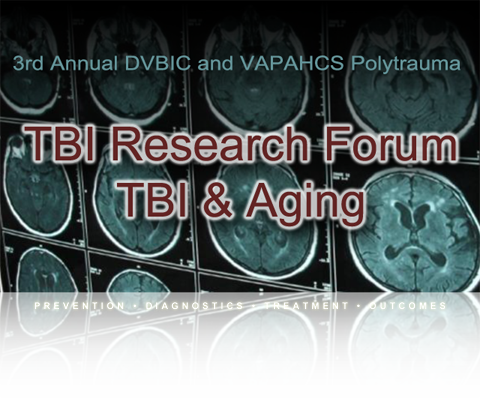 3rd Annual DVBIC and VAPAHCS Polytrauma
TBI Research Forum
TBI & Aging
PREVENTION • DIAGNOSTICS • TREATMENT • OUTCOMES